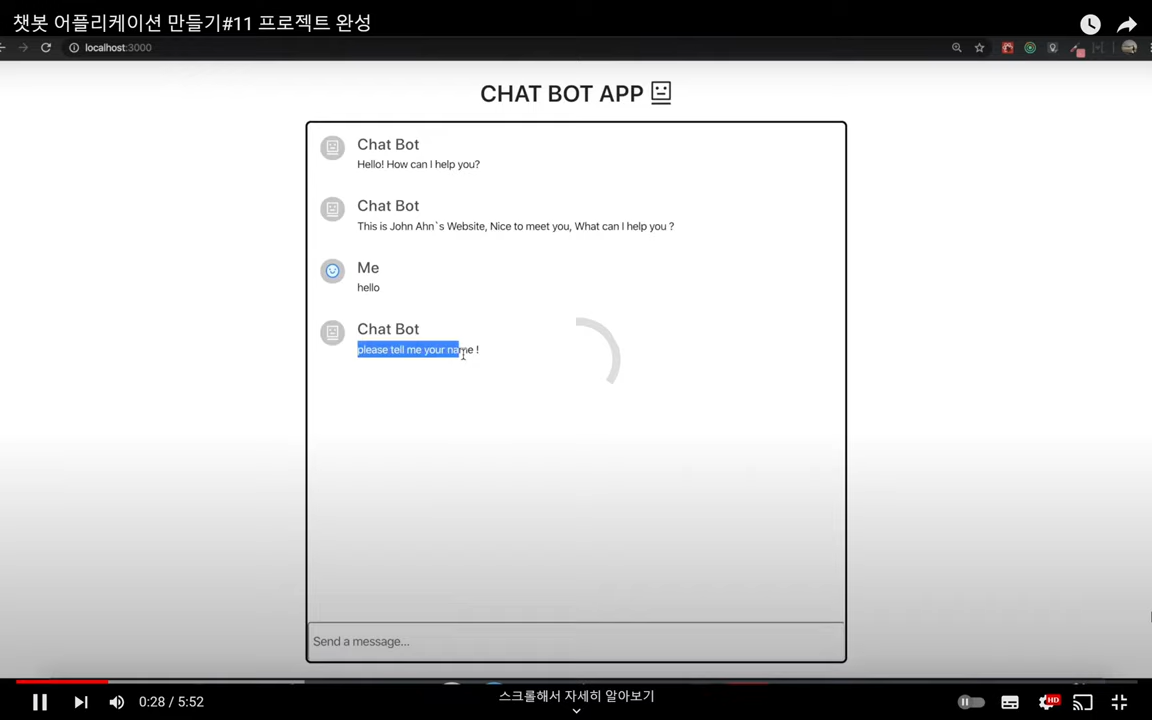 챗봇 어플리케이션 만들기#11 프로젝트 완성
localhost:3000
CHAT BOT APP
Chat Bot
Hello! How can I help you?
Chat Bot
This is John Ahn`s Website, Nice to meet you, What can I help you ?
Me
hello
Chat Bot
please tell me your name !
Send a message...
0:28 / 5:52
스크롤해서 자세히 알아보기
HD